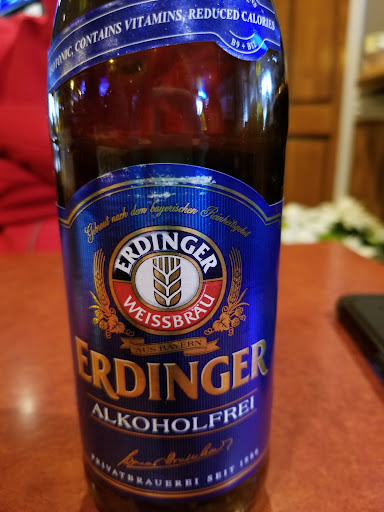 TONIC, CONTAINS VITAMINS, REDUCED CALORIES
B9 + B12
Gebraut nach dem bayerischen Reinheitsgebot
ERDINGER
WEISSBRÄU
AUS BAYERN
ERDINGER
ALKOHOLFREI
PRIVATBRAUEREI SEIT 1886